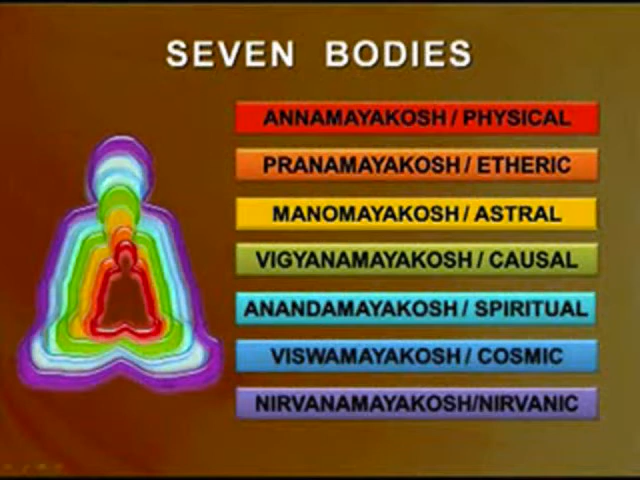 SEVEN BODIES
ANNAMAYAKOSH / PHYSICAL
PRANAMAYAKOSH / ETHERIC
MANOMAYAKOSH / ASTRAL
VIGYANAMAYAKOSH / CAUSAL
ANANDAMAYAKOSH / SPIRITUAL
VISWAMAYAKOSH / COSMIC
NIRVANAMAYAKOSH/NIRVANIC